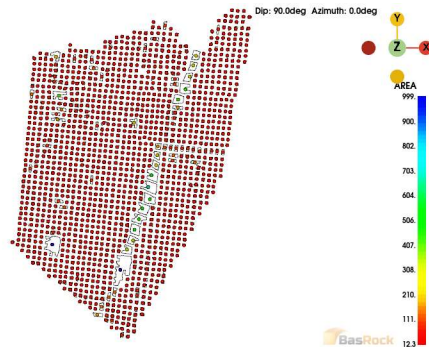 Dip: 90.0deg Azimuth: 0.0deg
Y
Z
X
AREA
999.
900.
802.
703.
604.
506.
407.
308.
210.
111.
12.3
BasRock